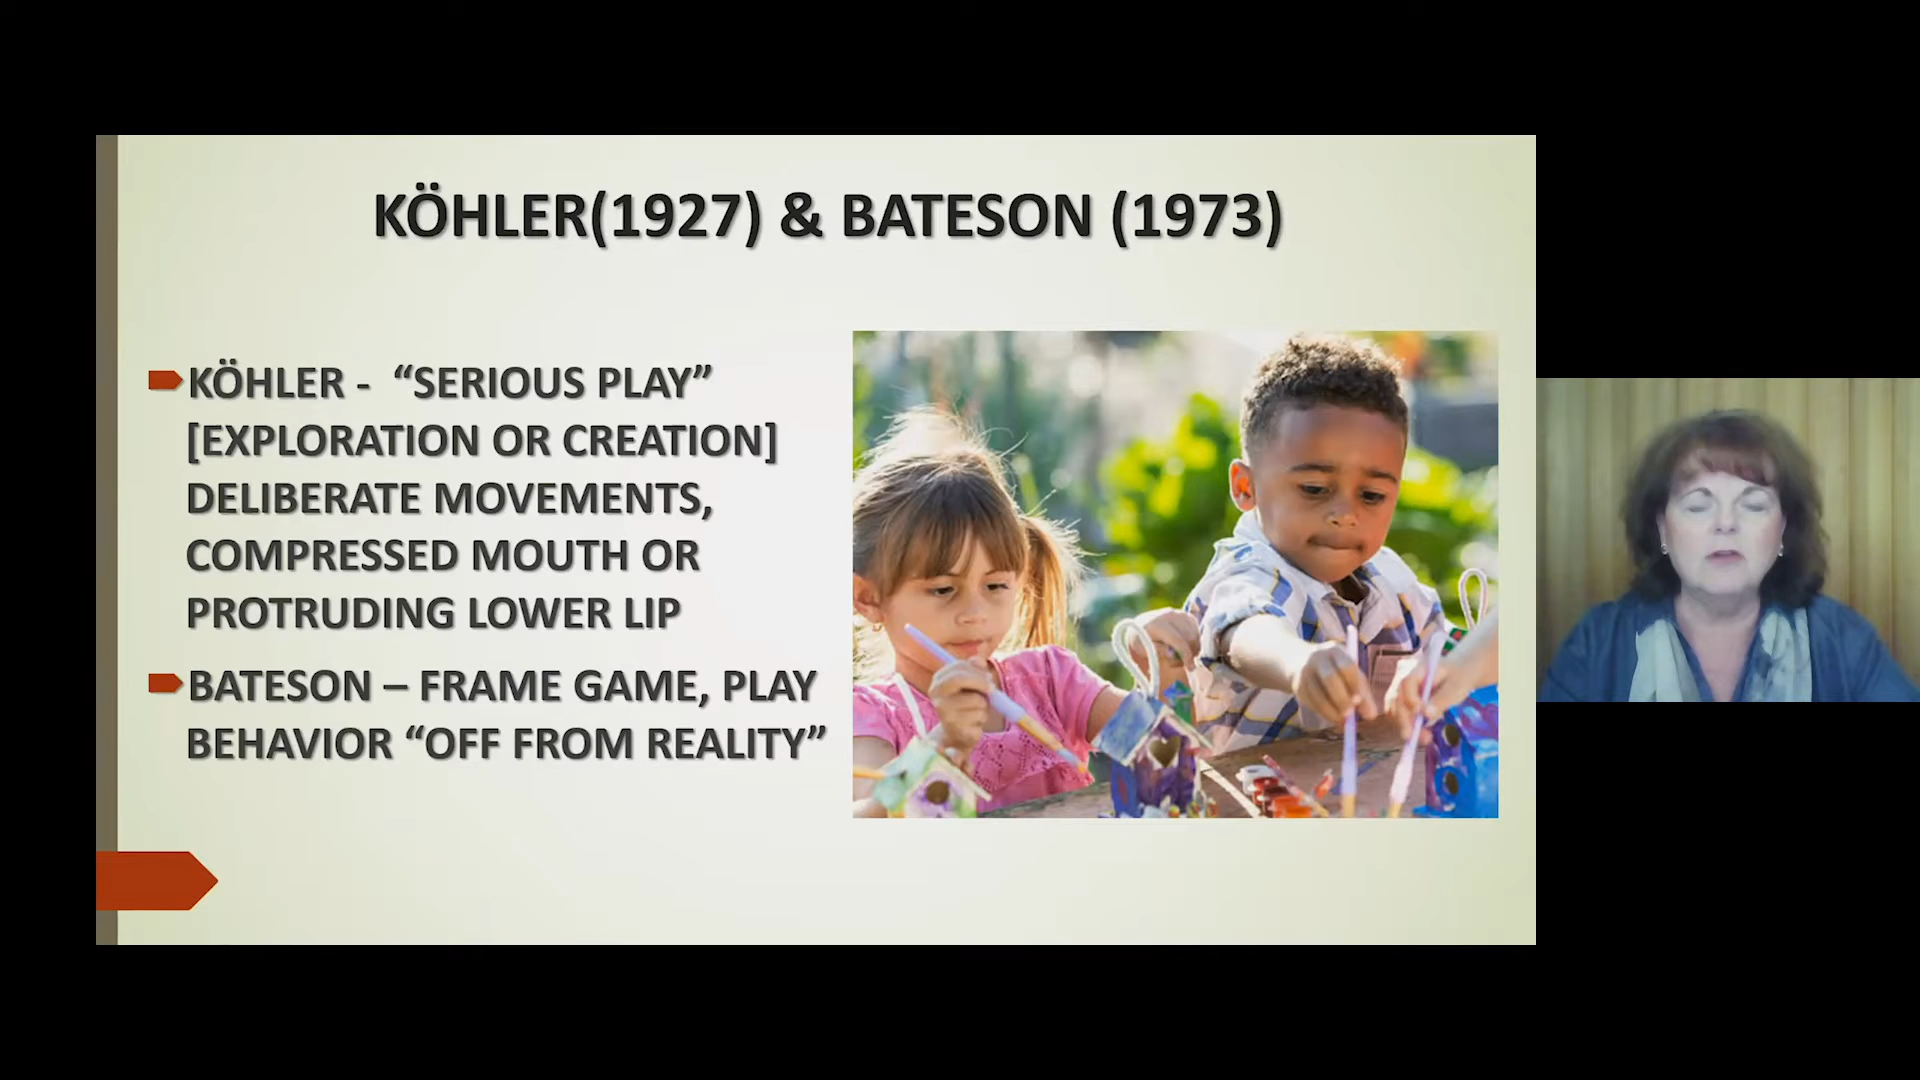 KÖHLER(1927) & BATESON (1973)
KÖHLER - “SERIOUS PLAY”
[EXPLORATION OR CREATION]
DELIBERATE MOVEMENTS,
COMPRESSED MOUTH OR
PROTRUDING LOWER LIP
BATESON – FRAME GAME, PLAY
BEHAVIOR “OFF FROM REALITY”